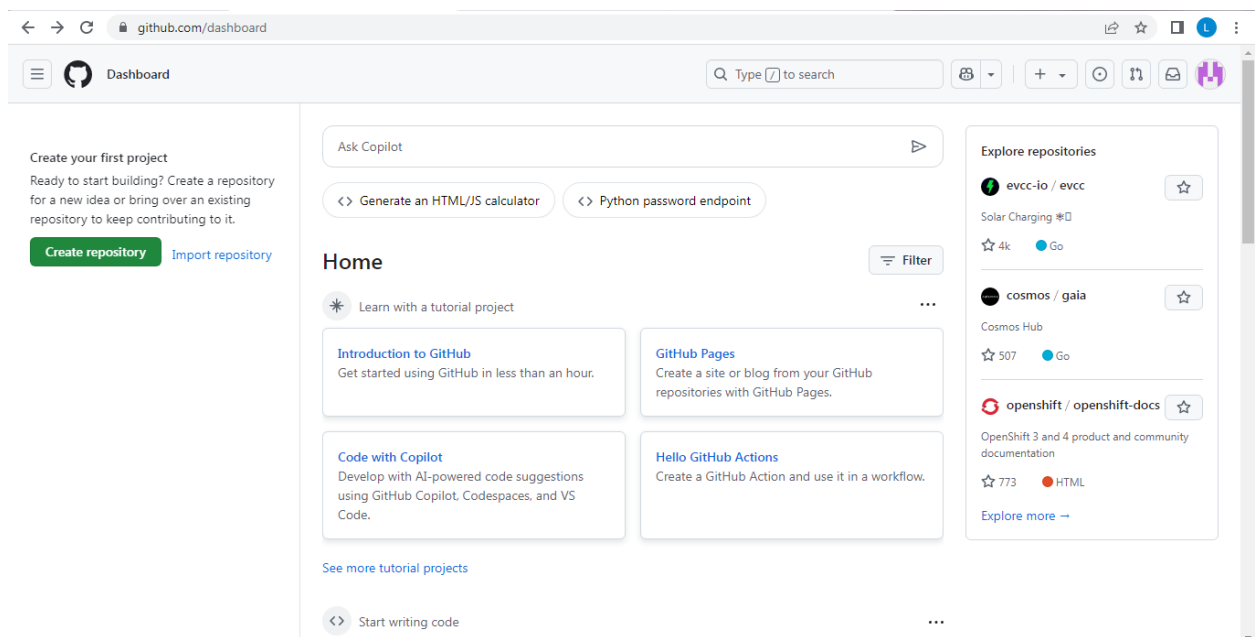 github.com/dashboard
L
Dashboard
Type / to search
Create your first project
Ready to start building? Create a repository
for a new idea or bring over an existing
repository to keep contributing to it.
Create repository
Import repository
Ask Copilot
Generate an HTML/JS calculator
Python password endpoint
Home
Filter
Learn with a tutorial project
Introduction to GitHub
Get started using GitHub in less than an hour.
GitHub Pages
Create a site or blog from your GitHub
repositories with GitHub Pages.
Code with Copilot
Develop with AI-powered code suggestions
using GitHub Copilot, Codespaces, and VS
Code.
Hello GitHub Actions
Create a GitHub Action and use it in a workflow.
See more tutorial projects
Start writing code
Explore repositories
evcc-io / evcc
Solar Charging ☀️
4k Go
cosmos / gaia
Cosmos Hub
507 Go
openshift / openshift-docs
OpenShift 3 and 4 product and community
documentation
773 HTML
Explore more →